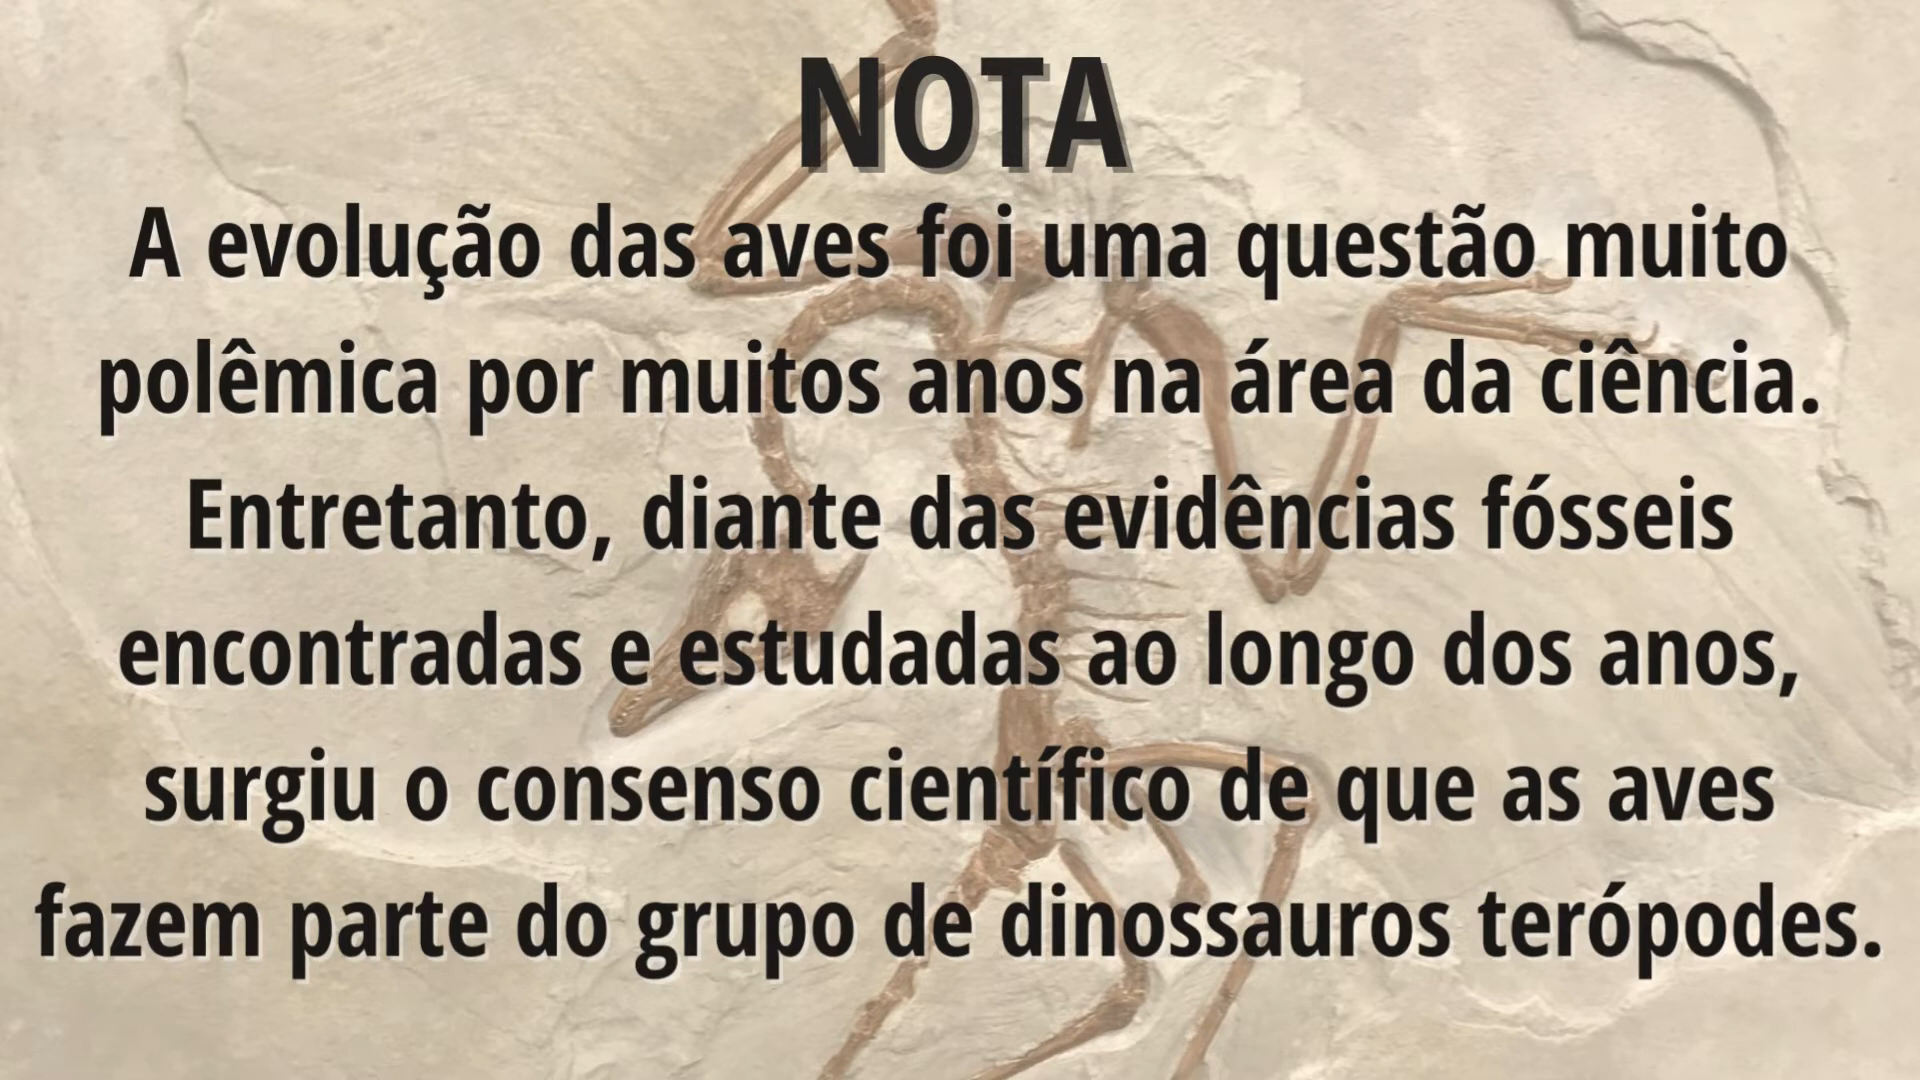 NOTA
A evolução das aves foi uma questão muito
polêmica por muitos anos na área da ciência.
Entretanto, diante das evidências fósseis
encontradas e estudadas ao longo dos anos,
surgiu o consenso científico de que as aves
fazem parte do grupo de dinossauros terópodes.